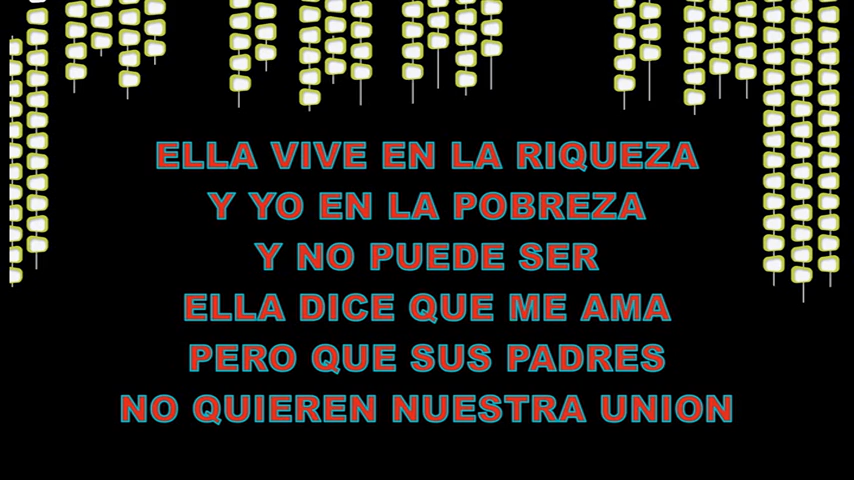 ELLA VIVE EN LA RIQUEZA
Y YO EN LA POBREZA
Y NO PUEDE SER
ELLA DICE QUE ME AMA
PERO QUE SUS PADRES
NO QUIEREN NUESTRA UNION